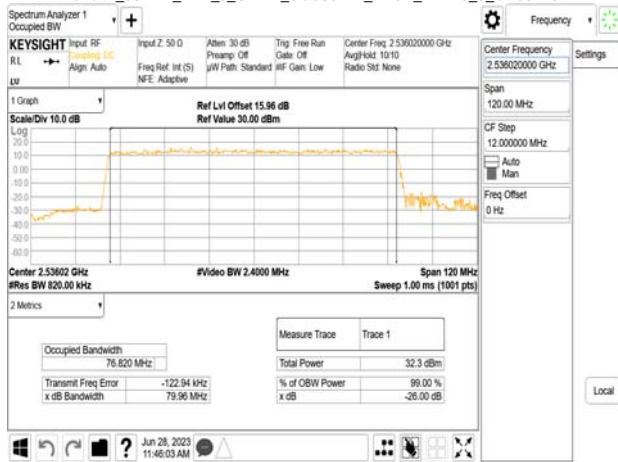 Spectrum Analyzer 1
Occupied BW
Frequency
KEYSIGHT
RL
Input: RF
Coupling: DC
Align: Auto
Input Z: 50 Ω
Freq Ref: Int (S)
NFE: Adaptive
Atten: 30 dB
Preamp: Off
µW Path: Standard
Trig: Free Run
Gate: Off
#IF Gain: Low
Center Freq: 2.536020000 GHz
Avg|Hold: 10/10
Radio Std: None
Center Frequency
2.536020000 GHz
Settings
Span
120.00 MHz
CF Step
12.000000 MHz
Auto
Man
Freq Offset
0 Hz
Local
1 Graph
Scale/Div 10.0 dB
Ref Lvl Offset 15.96 dB
Ref Value 30.00 dBm
Log
20.0
10.0
0.00
-10.0
-20.0
-30.0
-40.0
-50.0
-60.0
Center 2.53602 GHz
#Video BW 2.4000 MHz
Span 120 MHz
#Res BW 820.00 kHz
Sweep 1.00 ms (1001 pts)
2 Metrics
Measure Trace
Trace 1
Occupied Bandwidth
76.820 MHz
Total Power
32.3 dBm
Transmit Freq Error
-122.94 kHz
% of OBW Power
99.00 %
x dB Bandwidth
79.96 MHz
x dB
-26.00 dB
Jun 28, 2023
11:46:03 AM